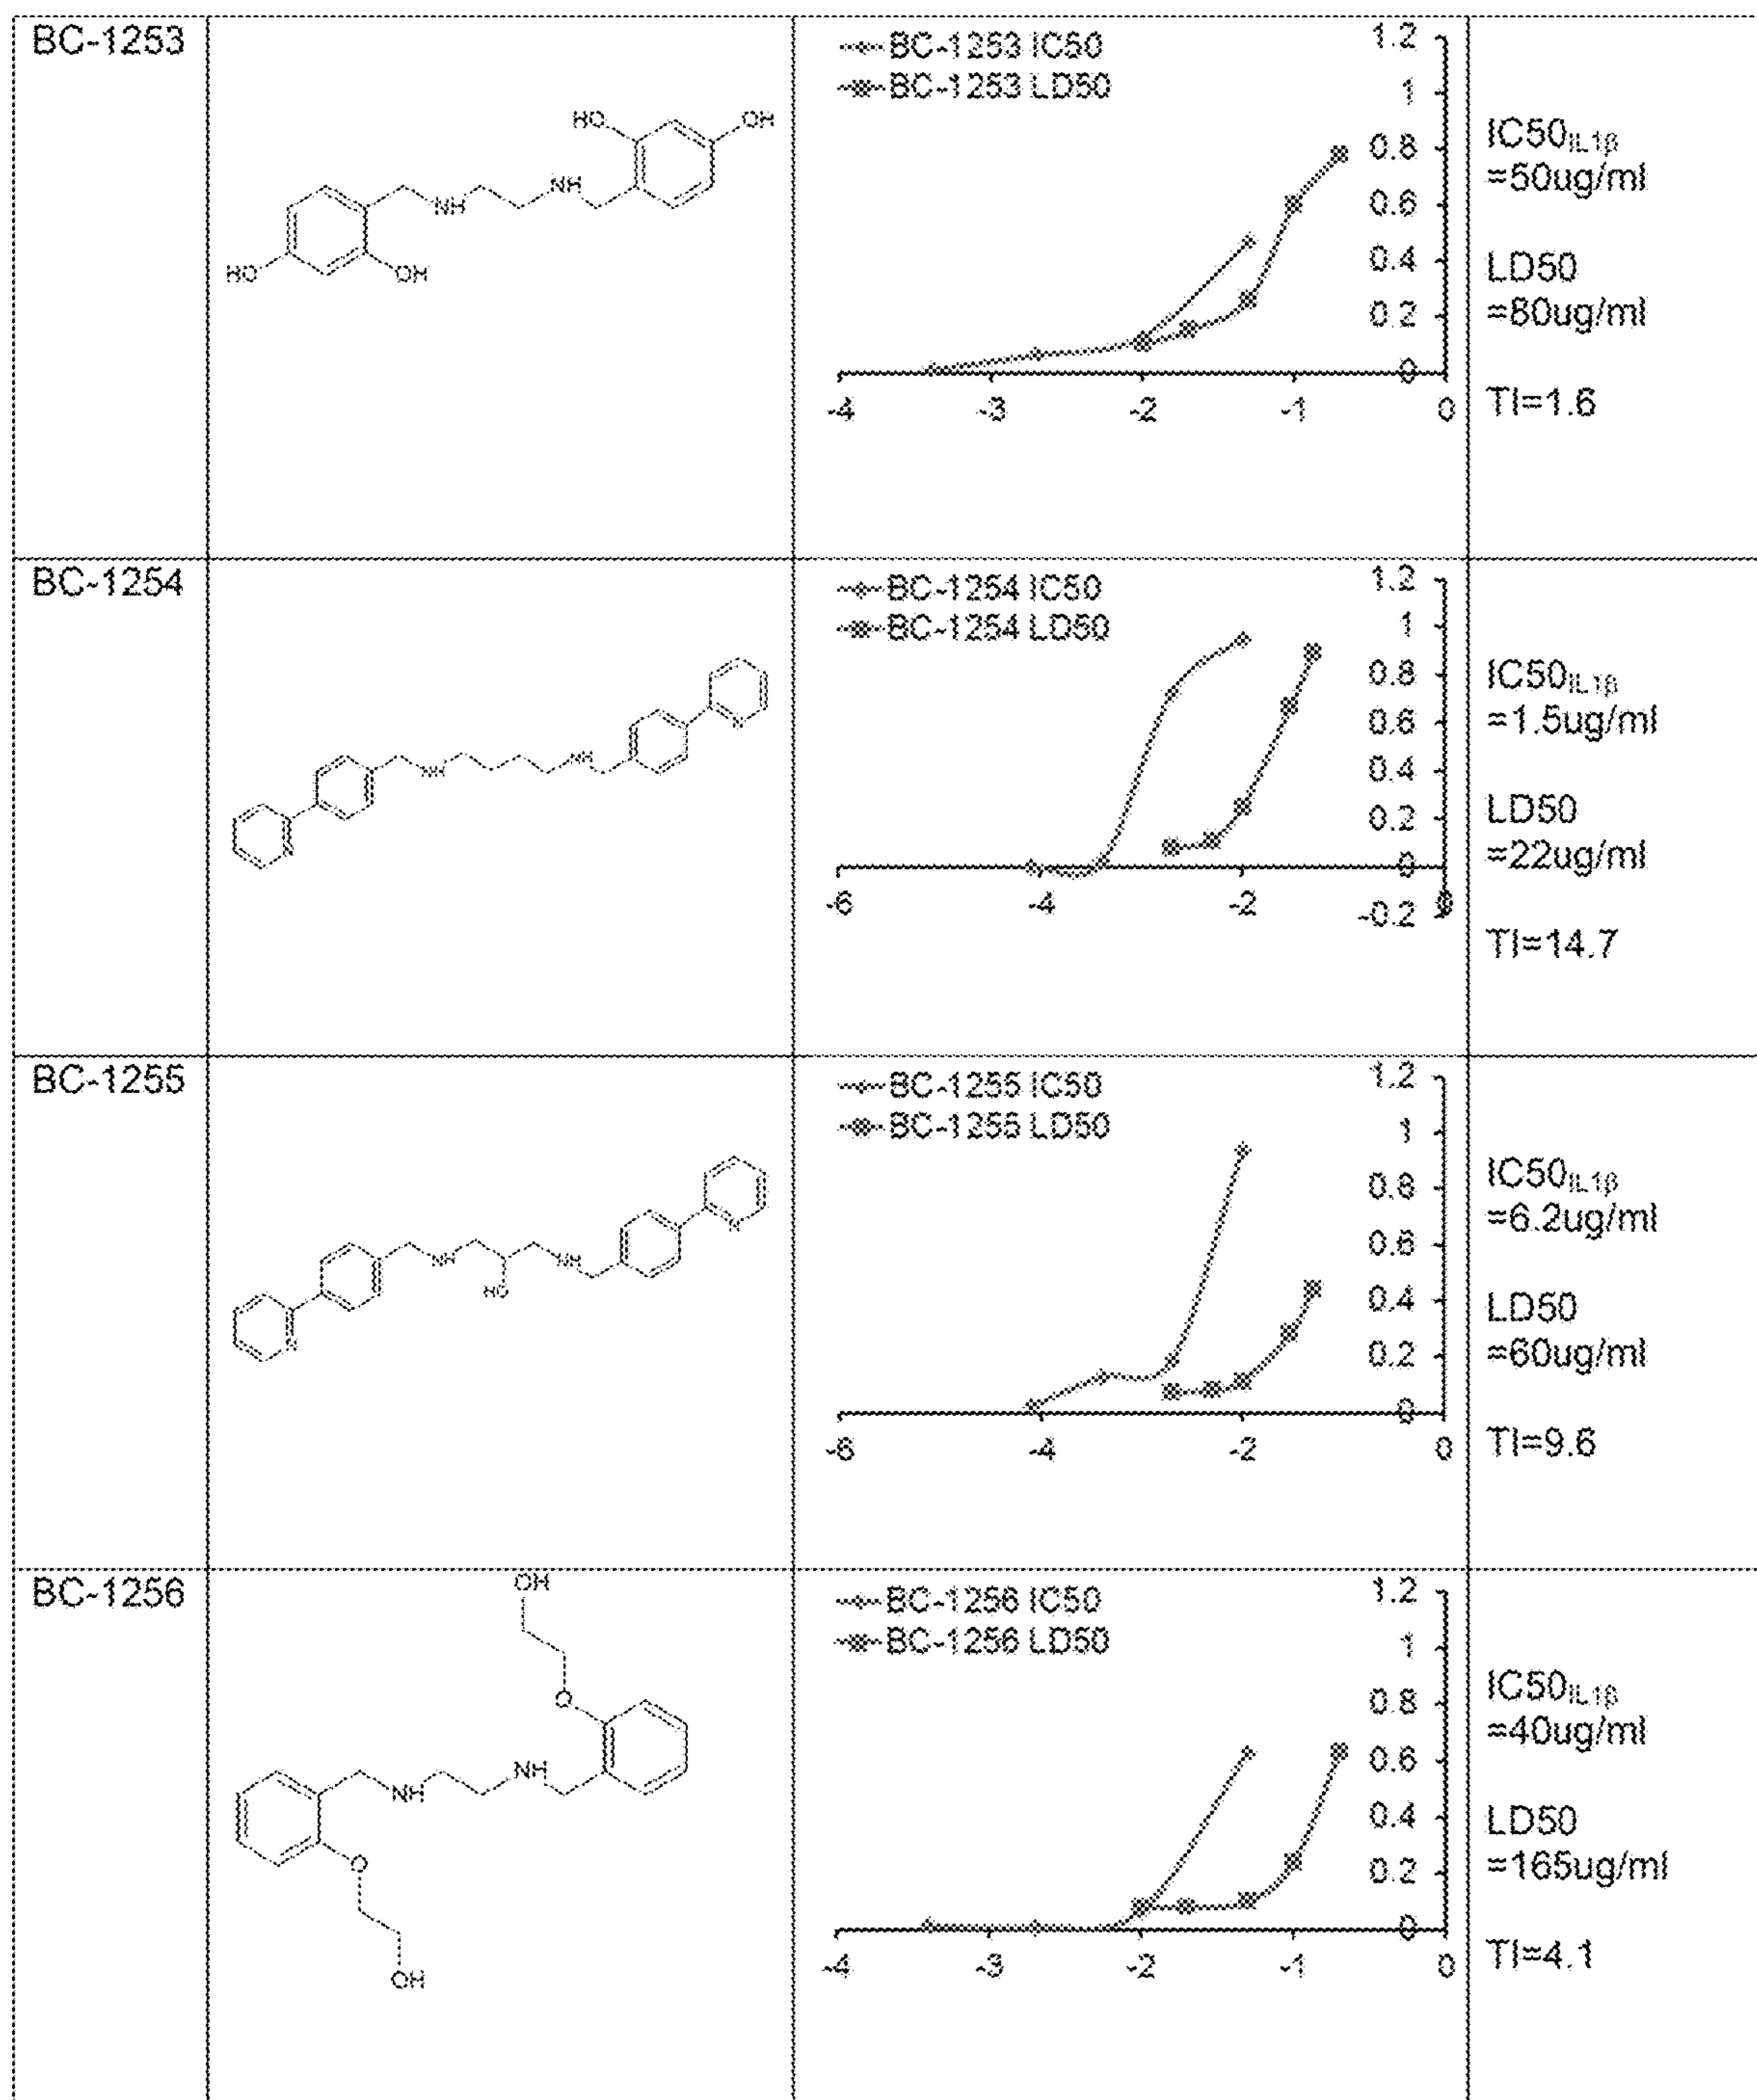 BC-1253
HO
OH
NH
NH
HO
OH
BC-1253 IC50
BC-1253 LD50
1.2
1
0.8
0.6
0.4
0.2
0
-4
-3
-2
-1
0
IC50IL1β
=50ug/ml
LD50
=80ug/ml
TI=1.6
BC-1254
N
NH
NH
N
BC-1254 IC50
BC-1254 LD50
1.2
1
0.8
0.6
0.4
0.2
0
-0.2
-6
-4
-2
0
IC50IL1β
=1.5ug/ml
LD50
=22ug/ml
TI=14.7
BC-1255
N
NH
NH
HO
N
BC-1255 IC50
BC-1255 LD50
1.2
1
0.8
0.6
0.4
0.2
0
-6
-4
-2
0
IC50IL1β
=6.2ug/ml
LD50
=60ug/ml
TI=9.6
BC-1256
OH
O
NH
NH
O
OH
BC-1256 IC50
BC-1256 LD50
1.2
1
0.8
0.6
0.4
0.2
0
-4
-3
-2
-1
0
IC50IL1β
=40ug/ml
LD50
=165ug/ml
TI=4.1